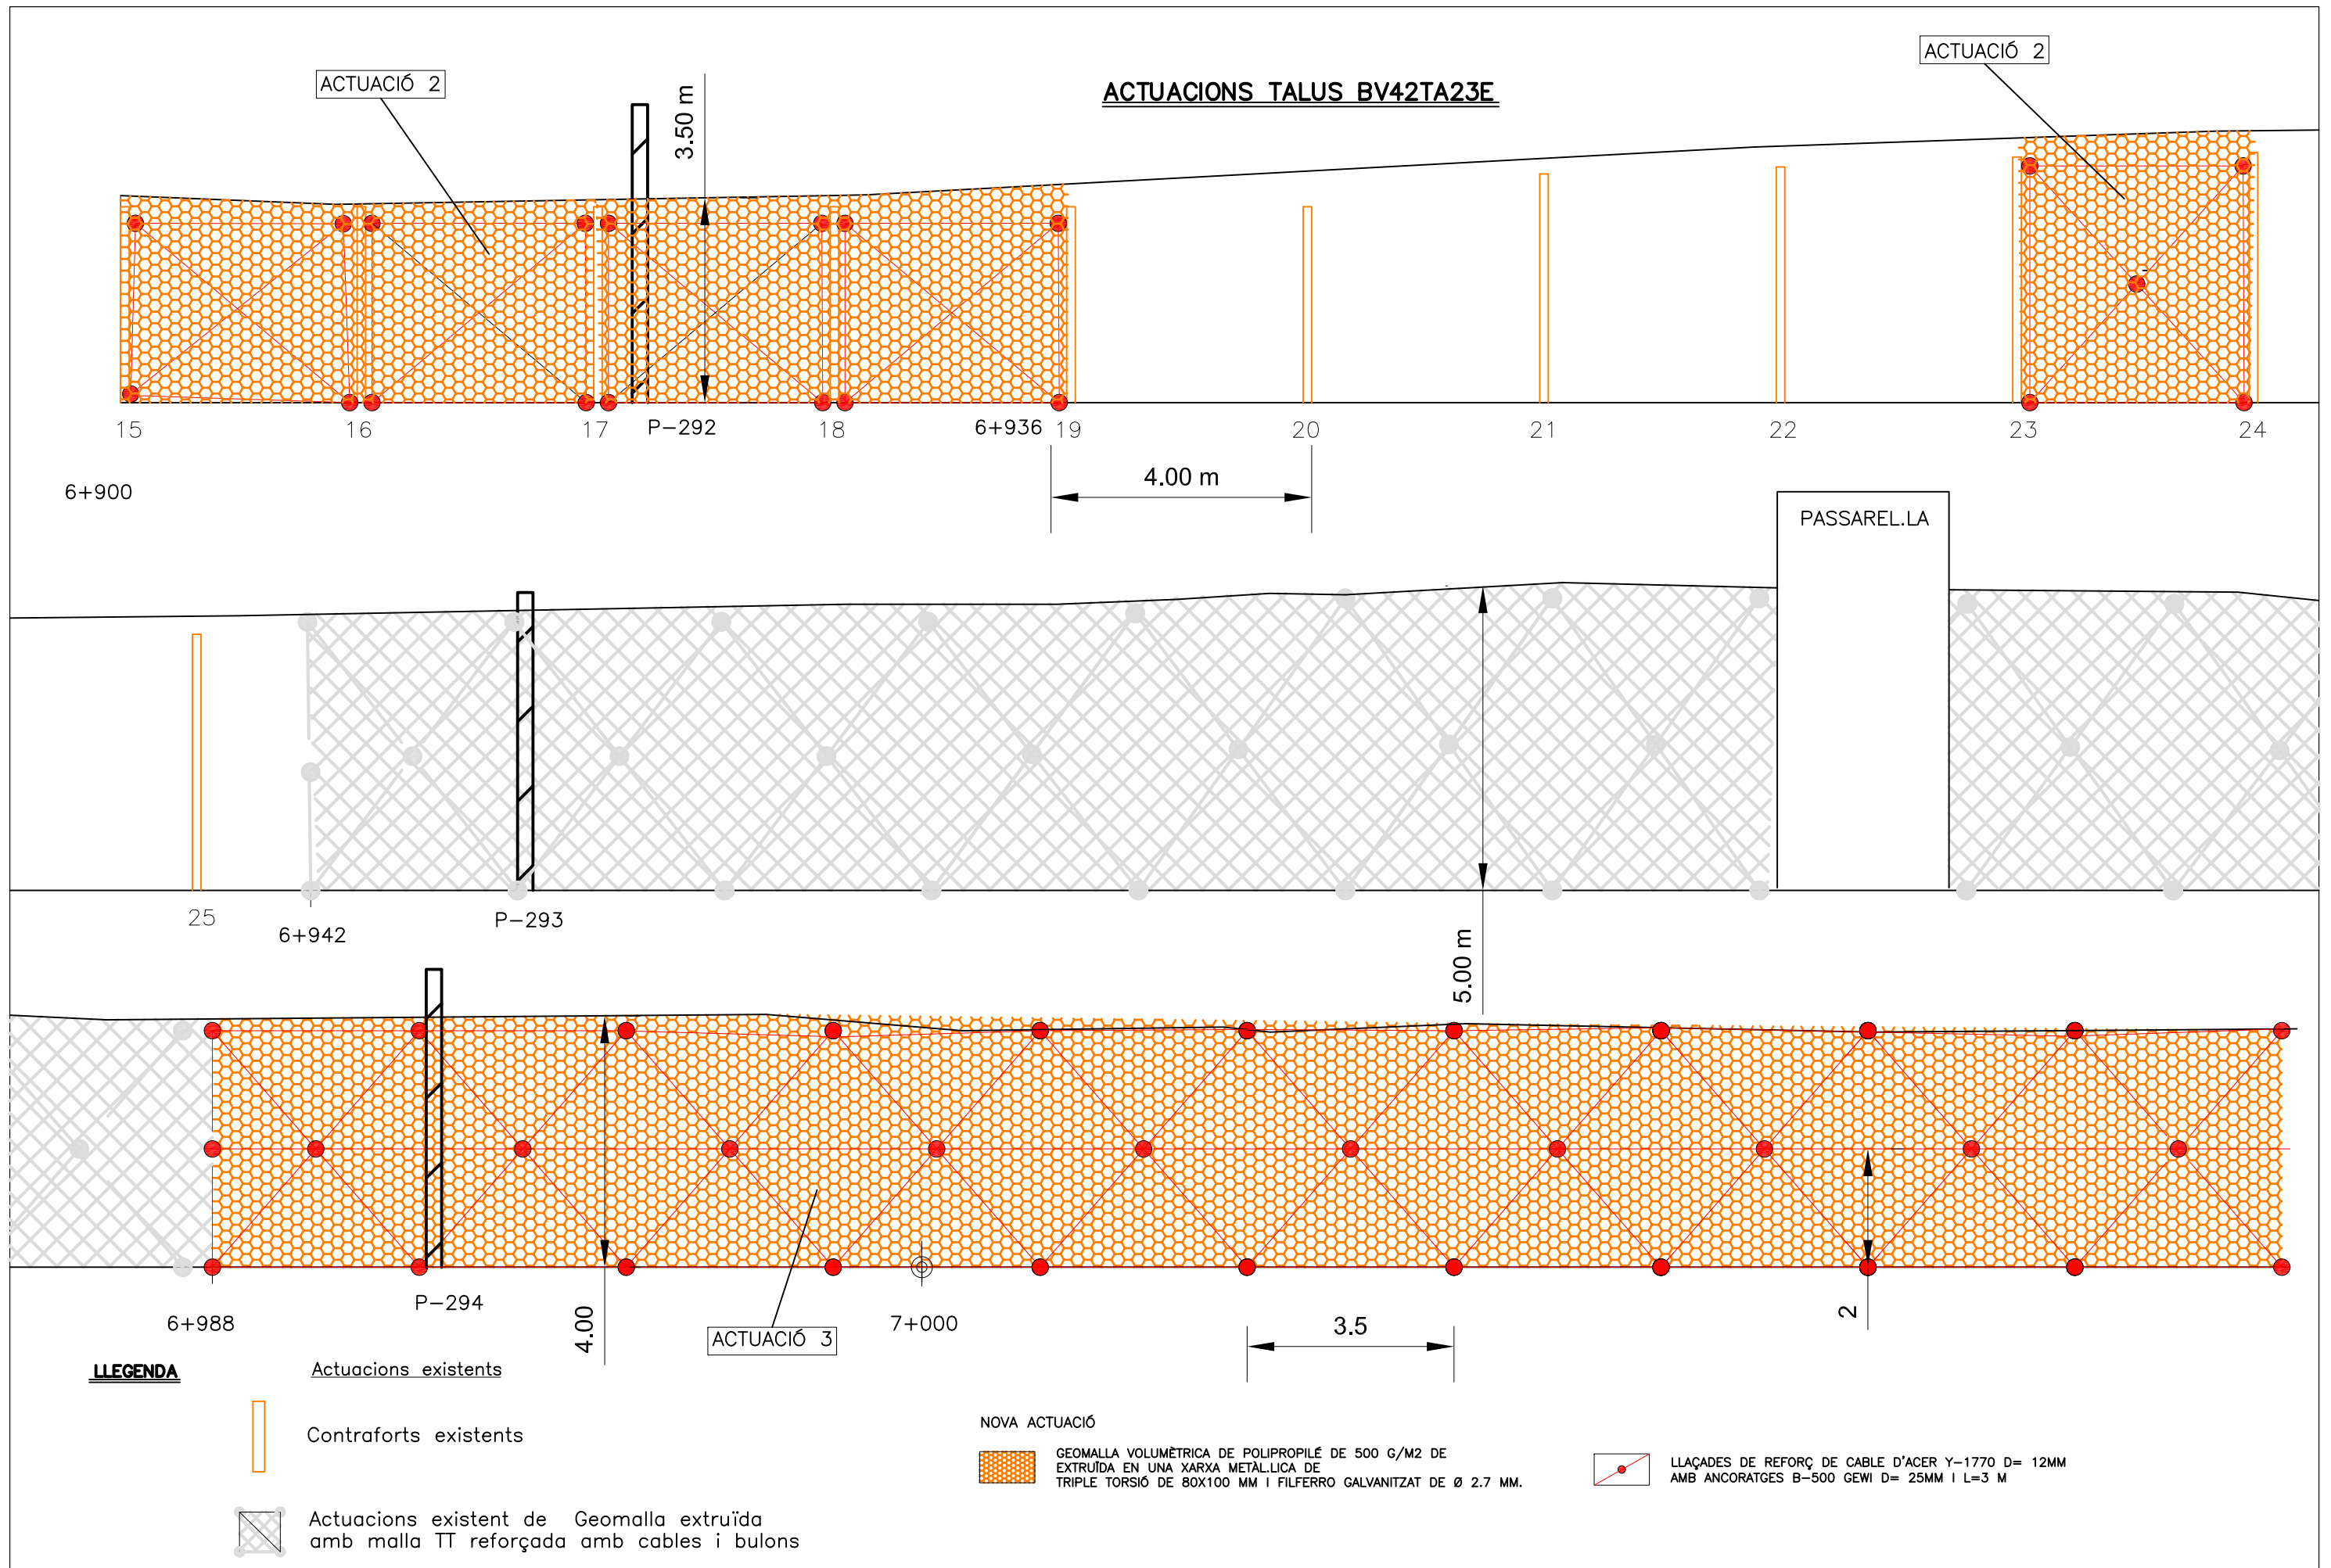 ACTUACIÓ 2
ACTUACIONS TALUS BV42TA23E
ACTUACIÓ 2
3.50 m
15
16
17
P-292
18
6+936
19
20
21
22
23
24
6+900
4.00 m
PASSAREL.LA
25
6+942
P-293
5.00 m
6+988
P-294
4.00
ACTUACIÓ 3
7+000
3.5
2
LLEGENDA
Actuacions existents
Contraforts existents
Actuacions existent de Geomalla extruïda
amb malla TT reforçada amb cables i bulons
NOVA ACTUACIÓ
GEOMALLA VOLUMÈTRICA DE POLIPROPILÉ DE 500 G/M2 DE
EXTRUÏDA EN UNA XARXA METÀL.LICA DE
TRIPLE TORSIÓ DE 80X100 MM I FILFERRO GALVANITZAT DE Ø 2.7 MM.
LLAÇADES DE REFORÇ DE CABLE D'ACER Y-1770 D= 12MM
AMB ANCORATGES B-500 GEWI D= 25MM I L=3 M